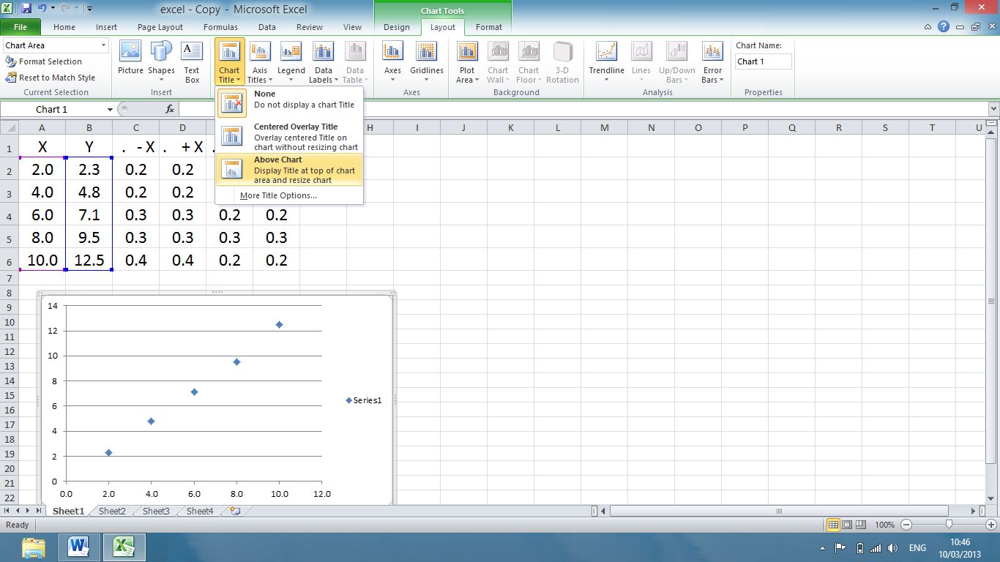 excel - Copy - Microsoft Excel
Chart Tools
File Home Insert Page Layout Formulas Data Review View Design Layout Format
Chart Area
Format Selection
Reset to Match Style
Current Selection
Picture Shapes Text Box
Insert
Chart Title Axis Titles Legend Data Labels Data Table
Axes Gridlines
Axes
Plot Area Chart Wall Chart Floor 3-D Rotation
Background
Trendline Lines Up/Down Bars Error Bars
Analysis
Chart Name:
Chart 1
Properties
None
Do not display a chart Title
Centered Overlay Title
Overlay centered Title on
chart without resizing chart
Above Chart
Display Title at top of chart
area and resize chart
More Title Options...
Chart 1 fx
A B C D H I J K L M N O P Q R S T U
1 X Y . - X . + X .
2 2.0 2.3 0.2 0.2
3 4.0 4.8 0.2 0.2
4 6.0 7.1 0.3 0.3 0.2 0.2
5 8.0 9.5 0.3 0.3 0.3 0.3
6 10.0 12.5 0.4 0.4 0.2 0.2
7
8
9
10
11
12
13
14
15
16
17
18
19
20
21
22
14
12
10
8
6
4
2
0
0.0 2.0 4.0 6.0 8.0 10.0 12.0
Series1
Sheet1 Sheet2 Sheet3 Sheet4
Ready 100%
ENG
10:46
10/03/2013